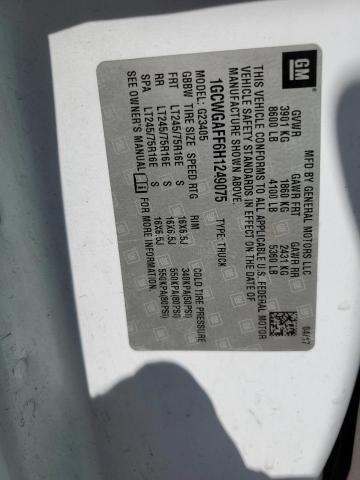 GM
MFD BY GENERAL MOTORS LLC
04/17
GVWR GAWR FRT GAWR RR
3901 KG 1860 KG 2431 KG
8600 LB 4100 LB 5360 LB
THIS VEHICLE CONFORMS TO ALL APPLICABLE U.S. FEDERAL MOTOR
VEHICLE SAFETY STANDARDS IN EFFECT ON THE DATE OF
MANUFACTURE SHOWN ABOVE.
1GCWGAFF6H1249075 TYPE: TRUCK
G23405
GBBW TIRE SIZE SPEED RTG RIM COLD TIRE PRESSURE
FRT LT245/75R16E S 16X6.5J 340KPA(50PSI)
RR LT245/75R16E S 16X6.5J 550KPA(80PSI)
SPA LT245/75R16E S 16X6.5J 550KPA(80PSI)
SEE OWNER'S MANUAL FOR MORE INFORMATION.